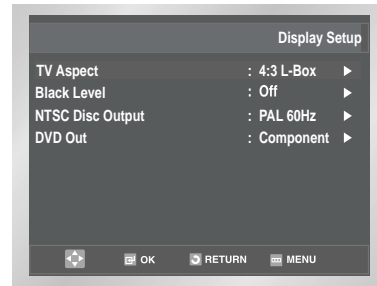 Display Setup
TV Aspect : 4:3 L-Box ►
Black Level : Off ►
NTSC Disc Output : PAL 60Hz ►
DVD Out : Component ►
OK RETURN MENU